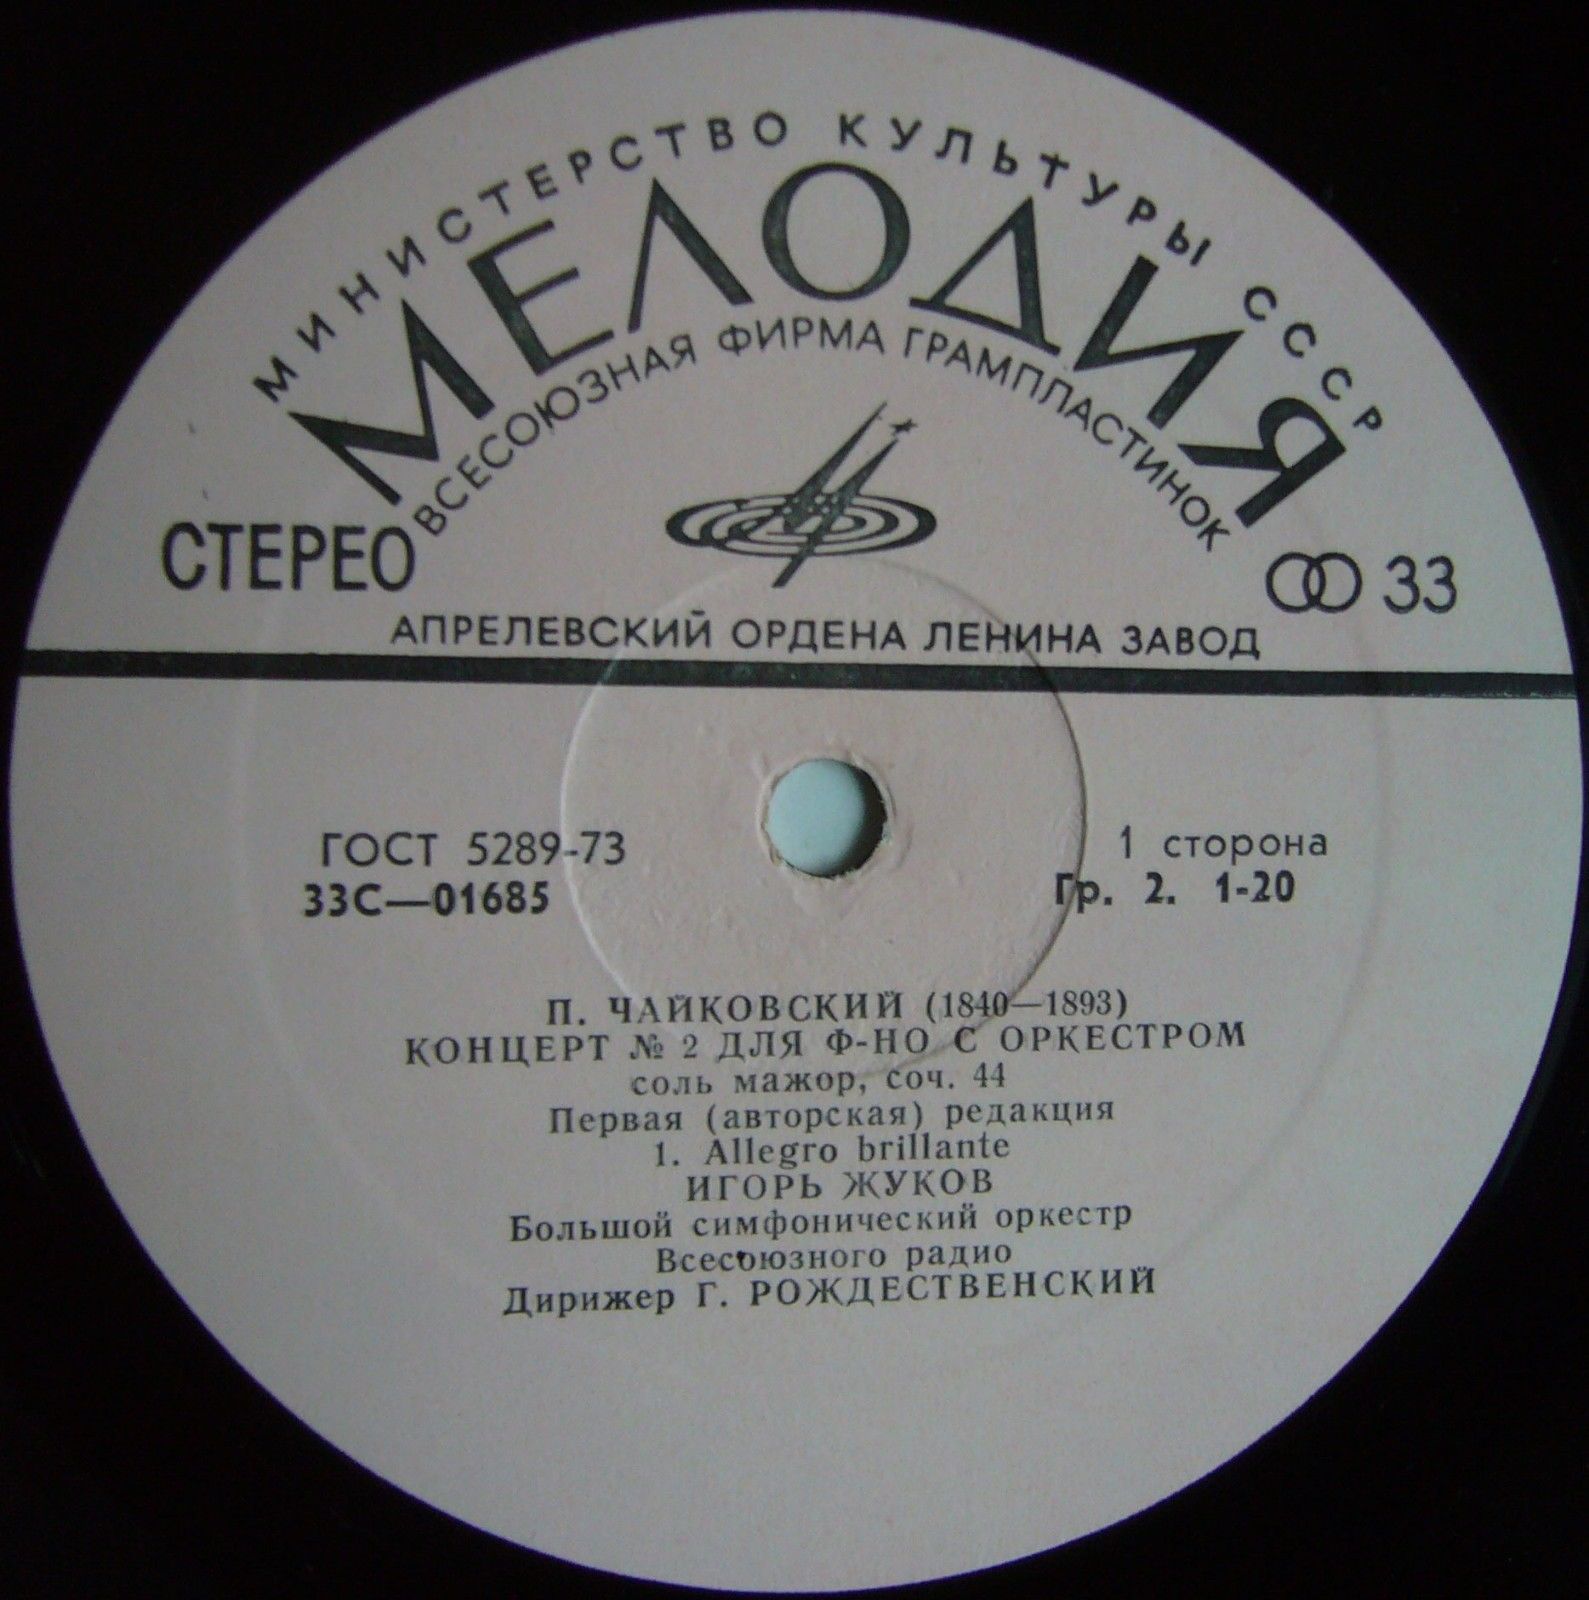 МИНИСТЕРСТВО КУЛЬТУРЫ СССР
МЕЛОДИЯ
ВСЕСОЮЗНАЯ ФИРМА ГРАМПЛАСТИНОК
СТЕРЕО
33
АПРЕЛЕВСКИЙ ОРДЕНА ЛЕНИНА ЗАВОД
ГОСТ 5289-73
33С—01685
1 сторона
Гр. 2. 1-20
П. ЧАЙКОВСКИЙ (1840—1893)
КОНЦЕРТ № 2 ДЛЯ Ф-НО С ОРКЕСТРОМ
соль мажор, соч. 44
Первая (авторская) редакция
1. Allegro brillante
ИГОРЬ ЖУКОВ
Большой симфонический оркестр
Всесоюзного радио
Дирижер Г. РОЖДЕСТВЕНСКИЙ